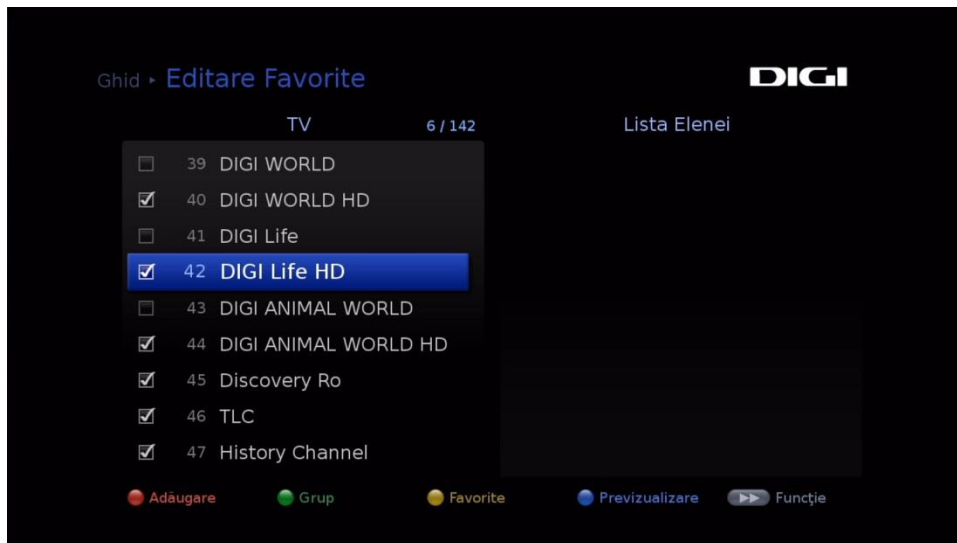 Ghid ▸ Editare Favorite
DIGI
TV 6 / 142 Lista Elenei
39 DIGI WORLD
40 DIGI WORLD HD
41 DIGI Life
42 DIGI Life HD
43 DIGI ANIMAL WORLD
44 DIGI ANIMAL WORLD HD
45 Discovery Ro
46 TLC
47 History Channel
Adăugare Grup Favorite Previzualizare Funcţie